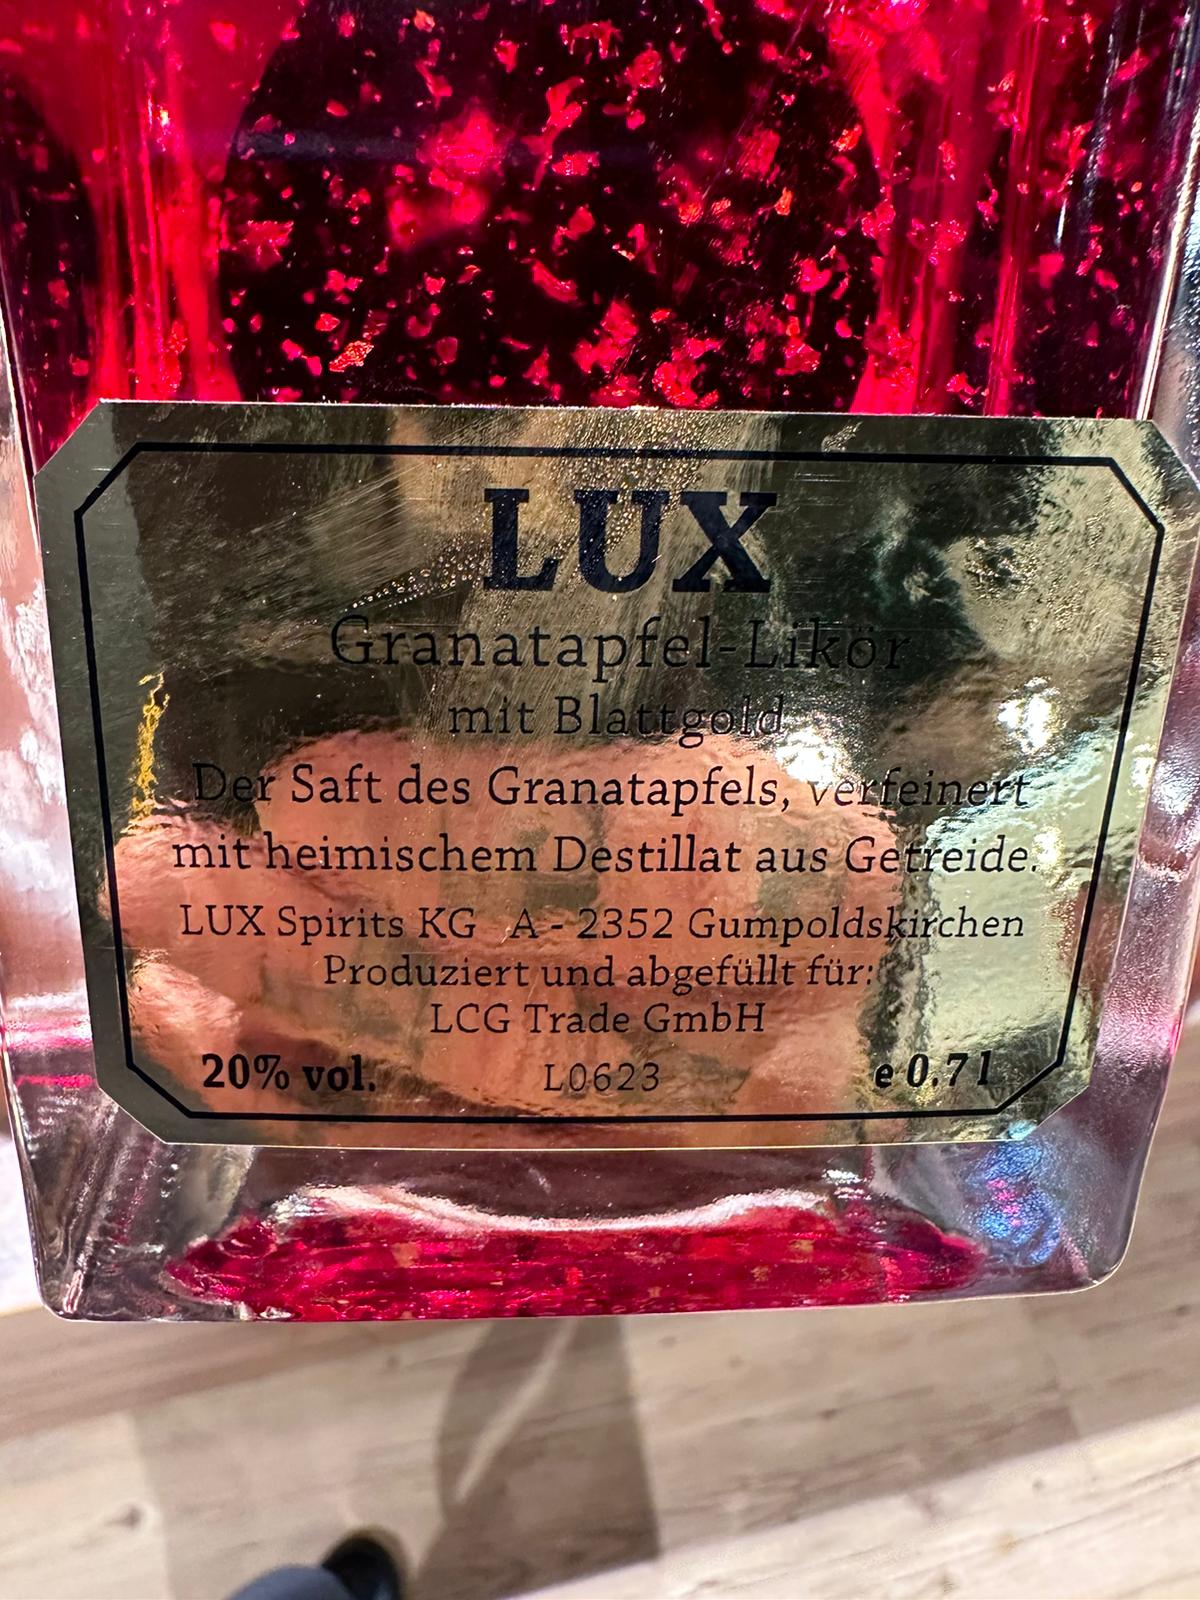 LUX
Granatapfel-Likör
mit Blattgold
Der Saft des Granatapfels, verfeinert
mit heimischem Destillat aus Getreide.
LUX Spirits KG A - 2352 Gumpoldskirchen
Produziert und abgefüllt für:
LCG Trade GmbH
20% vol. L0623 e 0.7 l